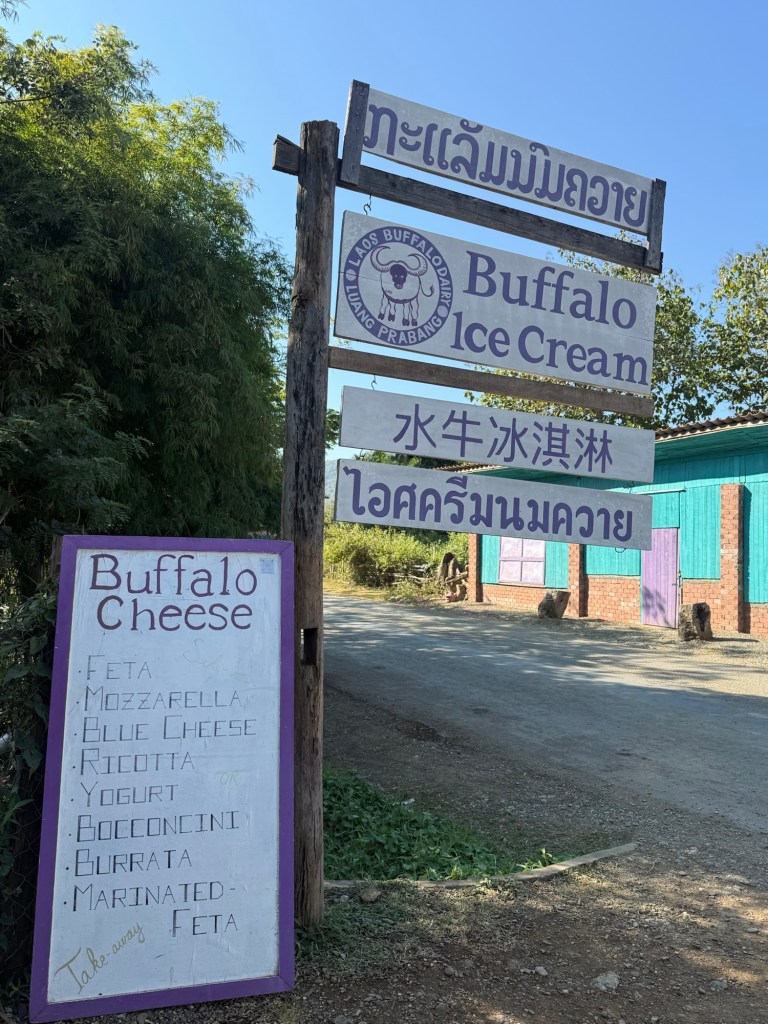 ກະແລັມນົມຄວາຍ
LAOS BUFFALO DAIRY
LUANG PRABANG
Buffalo
Ice Cream
水牛冰淇淋
ไอศครีมนมควาย
Buffalo
Cheese
· FETA
· MOZZARELLA
· BLUE CHEESE
· RICOTTA
· YOGURT
· BOCCONCINI
· BURRATA
· MARINATED-
FETA
Take-away